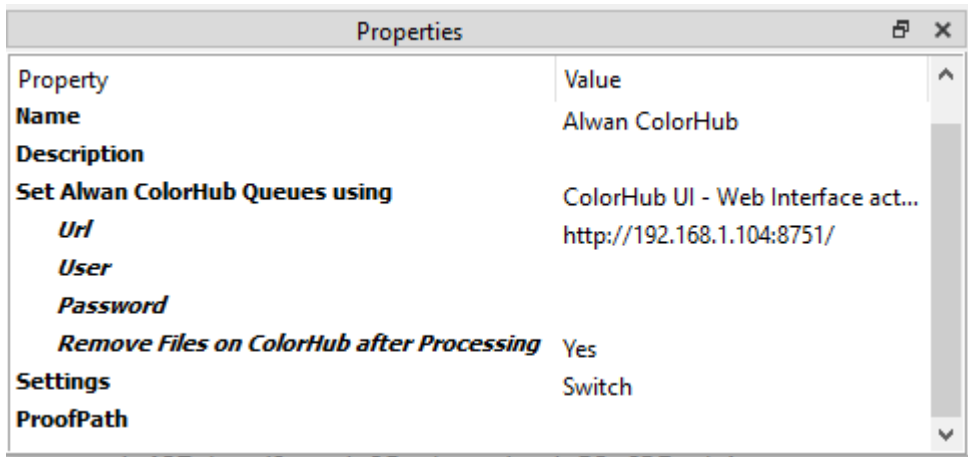 Properties
Property Value
Name Alwan ColorHub
Description
Set Alwan ColorHub Queues using ColorHub UI - Web Interface act...
Url http://192.168.1.104:8751/
User
Password
Remove Files on ColorHub after Processing Yes
Settings Switch
ProofPath